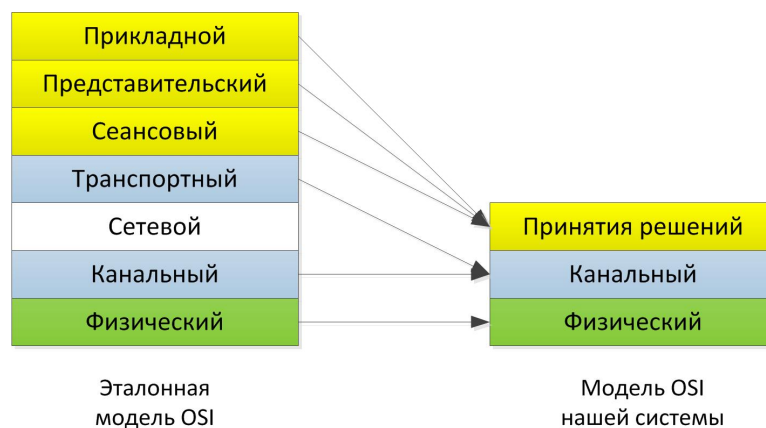 Прикладной
Представительский
Сеансовый
Транспортный
Сетевой
Канальный
Физический
Эталонная
модель OSI
Принятия решений
Канальный
Физический
Модель OSI
нашей системы